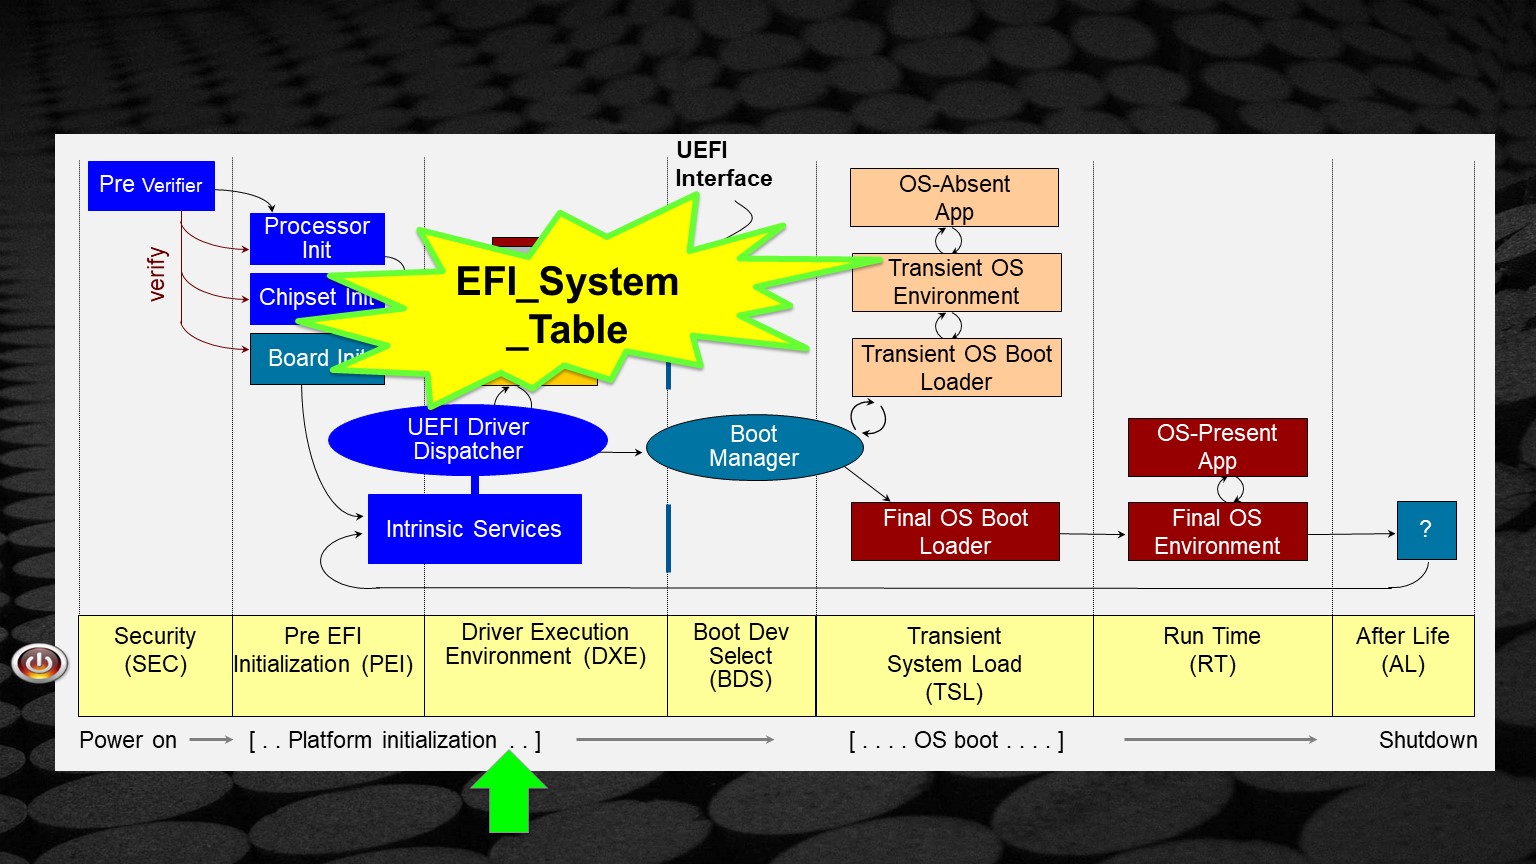 UEFI
Interface
Pre Verifier
verify
Processor
Init
Chipset Init
Board Init
EFI_System
_Table
OS-Absent
App
Transient OS
Environment
Transient OS Boot
Loader
UEFI Driver
Dispatcher
Boot
Manager
Intrinsic Services
OS-Present
App
Final OS Boot
Loader
Final OS
Environment
?
Security
(SEC)
Pre EFI
Initialization (PEI)
Driver Execution
Environment (DXE)
Boot Dev
Select
(BDS)
Transient
System Load
(TSL)
Run Time
(RT)
After Life
(AL)
Power on
[ . . Platform initialization . . ]
[ . . . . OS boot . . . . ]
Shutdown